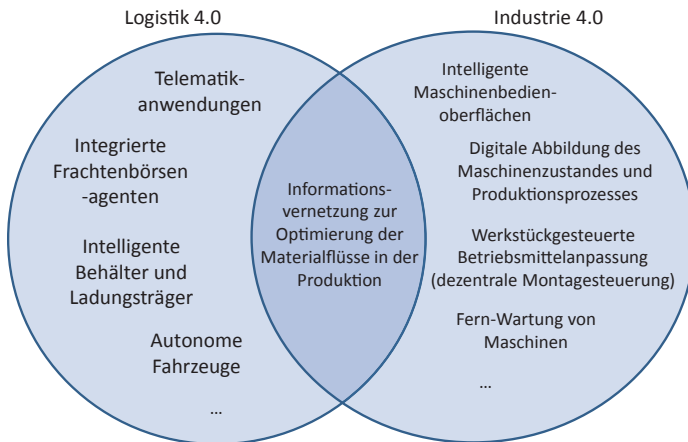 Logistik 4.0
Industrie 4.0
Telematik-
anwendungen
Integrierte
Frachtenbörsen
-agenten
Intelligente
Behälter und
Ladungsträger
Autonome
Fahrzeuge
...
Informations-
vernetzung zur
Optimierung der
Materialflüsse in der
Produktion
Intelligente
Maschinenbedien-
oberflächen
Digitale Abbildung des
Maschinenzustandes und
Produktionsprozesses
Werkstückgesteuerte
Betriebsmittelanpassung
(dezentrale Montagesteuerung)
Fern-Wartung von
Maschinen
...